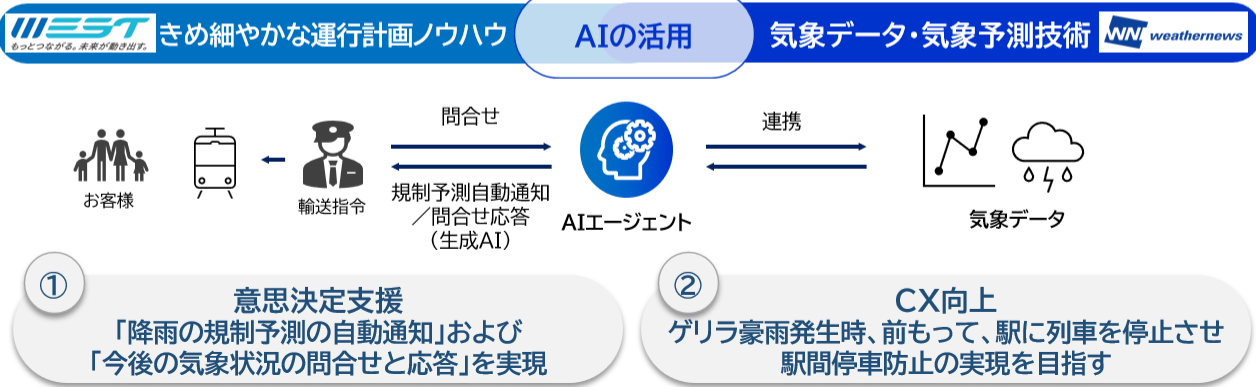 WEST
もっとつながる。未来が動き出す。
きめ細やかな運行計画ノウハウ
AIの活用
気象データ・気象予測技術
WNI weathernews
問合せ
連携
お客様
輸送指令
規制予測自動通知
／問合せ応答
（生成AI）
AIエージェント
気象データ
①
意思決定支援
「降雨の規制予測の自動通知」および
「今後の気象状況の問合せと応答」を実現
②
CX向上
ゲリラ豪雨発生時、前もって、駅に列車を停止させ
駅間停車防止の実現を目指す